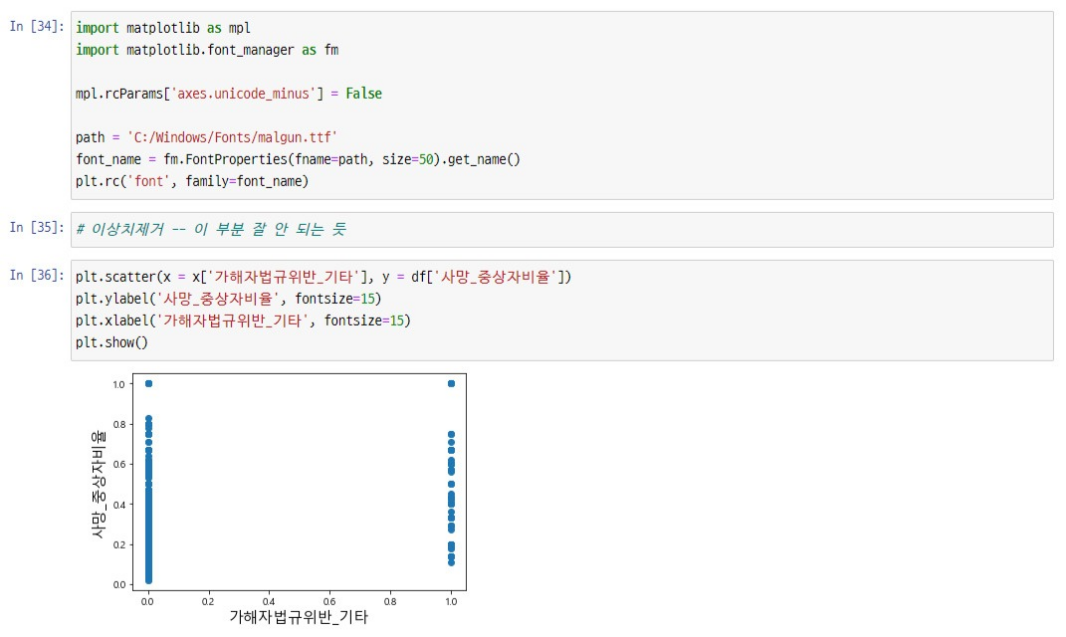 In [34]: import matplotlib as mpl
import matplotlib.font_manager as fm
mpl.rcParams['axes.unicode_minus'] = False
path = 'C:/Windows/Fonts/malgun.ttf'
font_name = fm.FontProperties(fname=path, size=50).get_name()
plt.rc('font', family=font_name)
In [35]: # 이상치제거 -- 이 부분 잘 안 되는 듯
In [36]: plt.scatter(x = x['가해자법규위반_기타'], y = df['사망_중상자비율'])
plt.ylabel('사망_중상자비율', fontsize=15)
plt.xlabel('가해자법규위반_기타', fontsize=15)
plt.show()
사망_중상자비율
1.0
0.8
0.6
0.4
0.2
0.0
0.0 0.2 0.4 0.6 0.8 1.0
가해자법규위반_기타